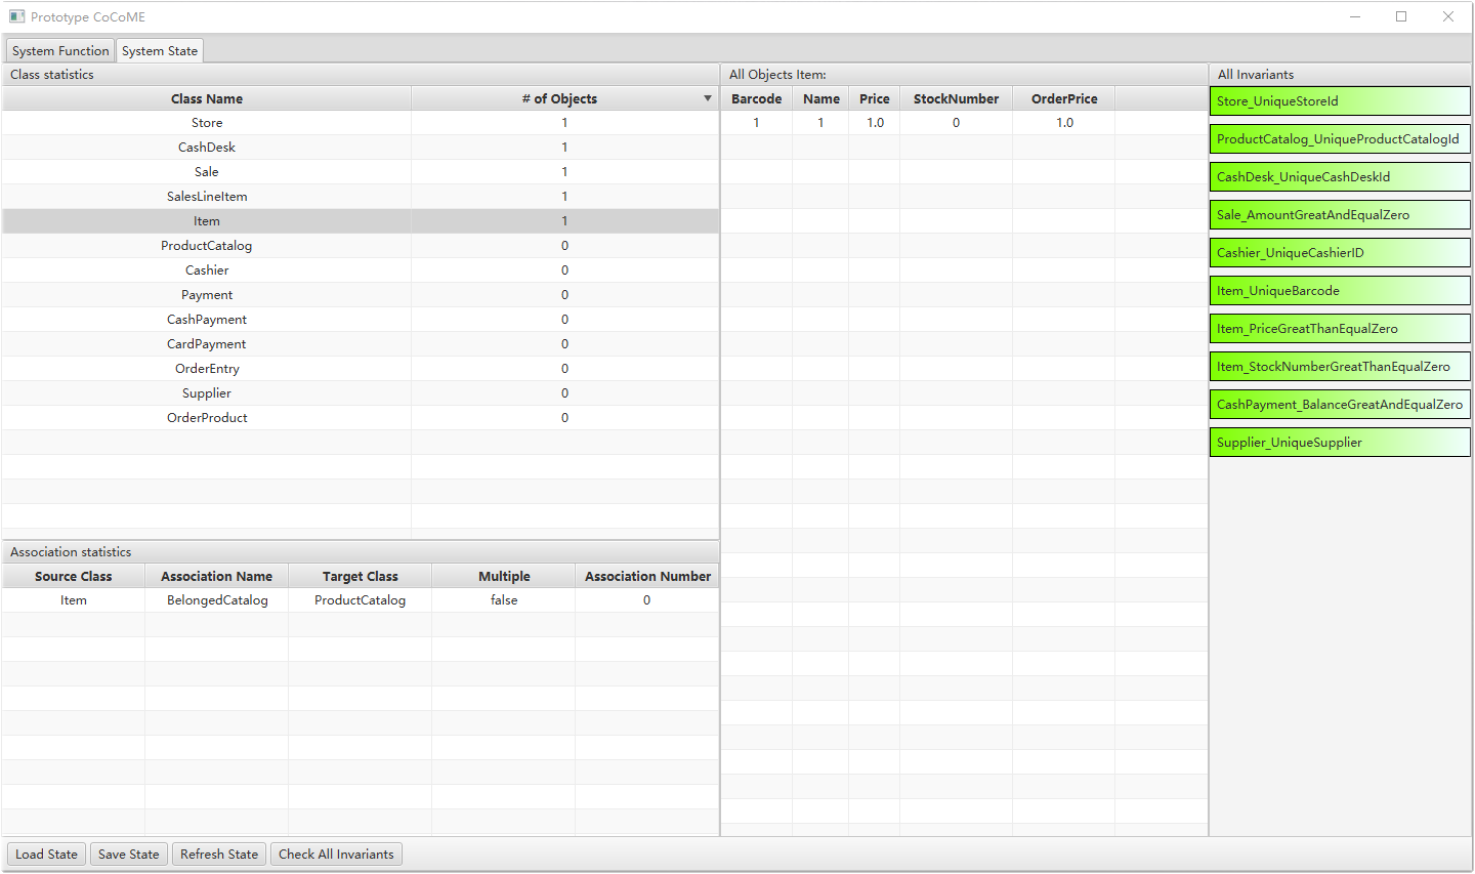 Prototype CoCoME
System Function System State
Class statistics
Class Name # of Objects
Store 1
CashDesk 1
Sale 1
SalesLineItem 1
Item 1
ProductCatalog 0
Cashier 0
Payment 0
CashPayment 0
CardPayment 0
OrderEntry 0
Supplier 0
OrderProduct 0
Association statistics
Source Class Association Name Target Class Multiple Association Number
Item BelongedCatalog ProductCatalog false 0
All Objects Item:
Barcode Name Price StockNumber OrderPrice
1 1 1.0 0 1.0
All Invariants
Store_UniqueStoreId
ProductCatalog_UniqueProductCatalogId
CashDesk_UniqueCashDeskId
Sale_AmountGreatAndEqualZero
Cashier_UniqueCashierID
Item_UniqueBarcode
Item_PriceGreatThanEqualZero
Item_StockNumberGreatThanEqualZero
CashPayment_BalanceGreatAndEqualZero
Supplier_UniqueSupplier
Load State Save State Refresh State Check All Invariants